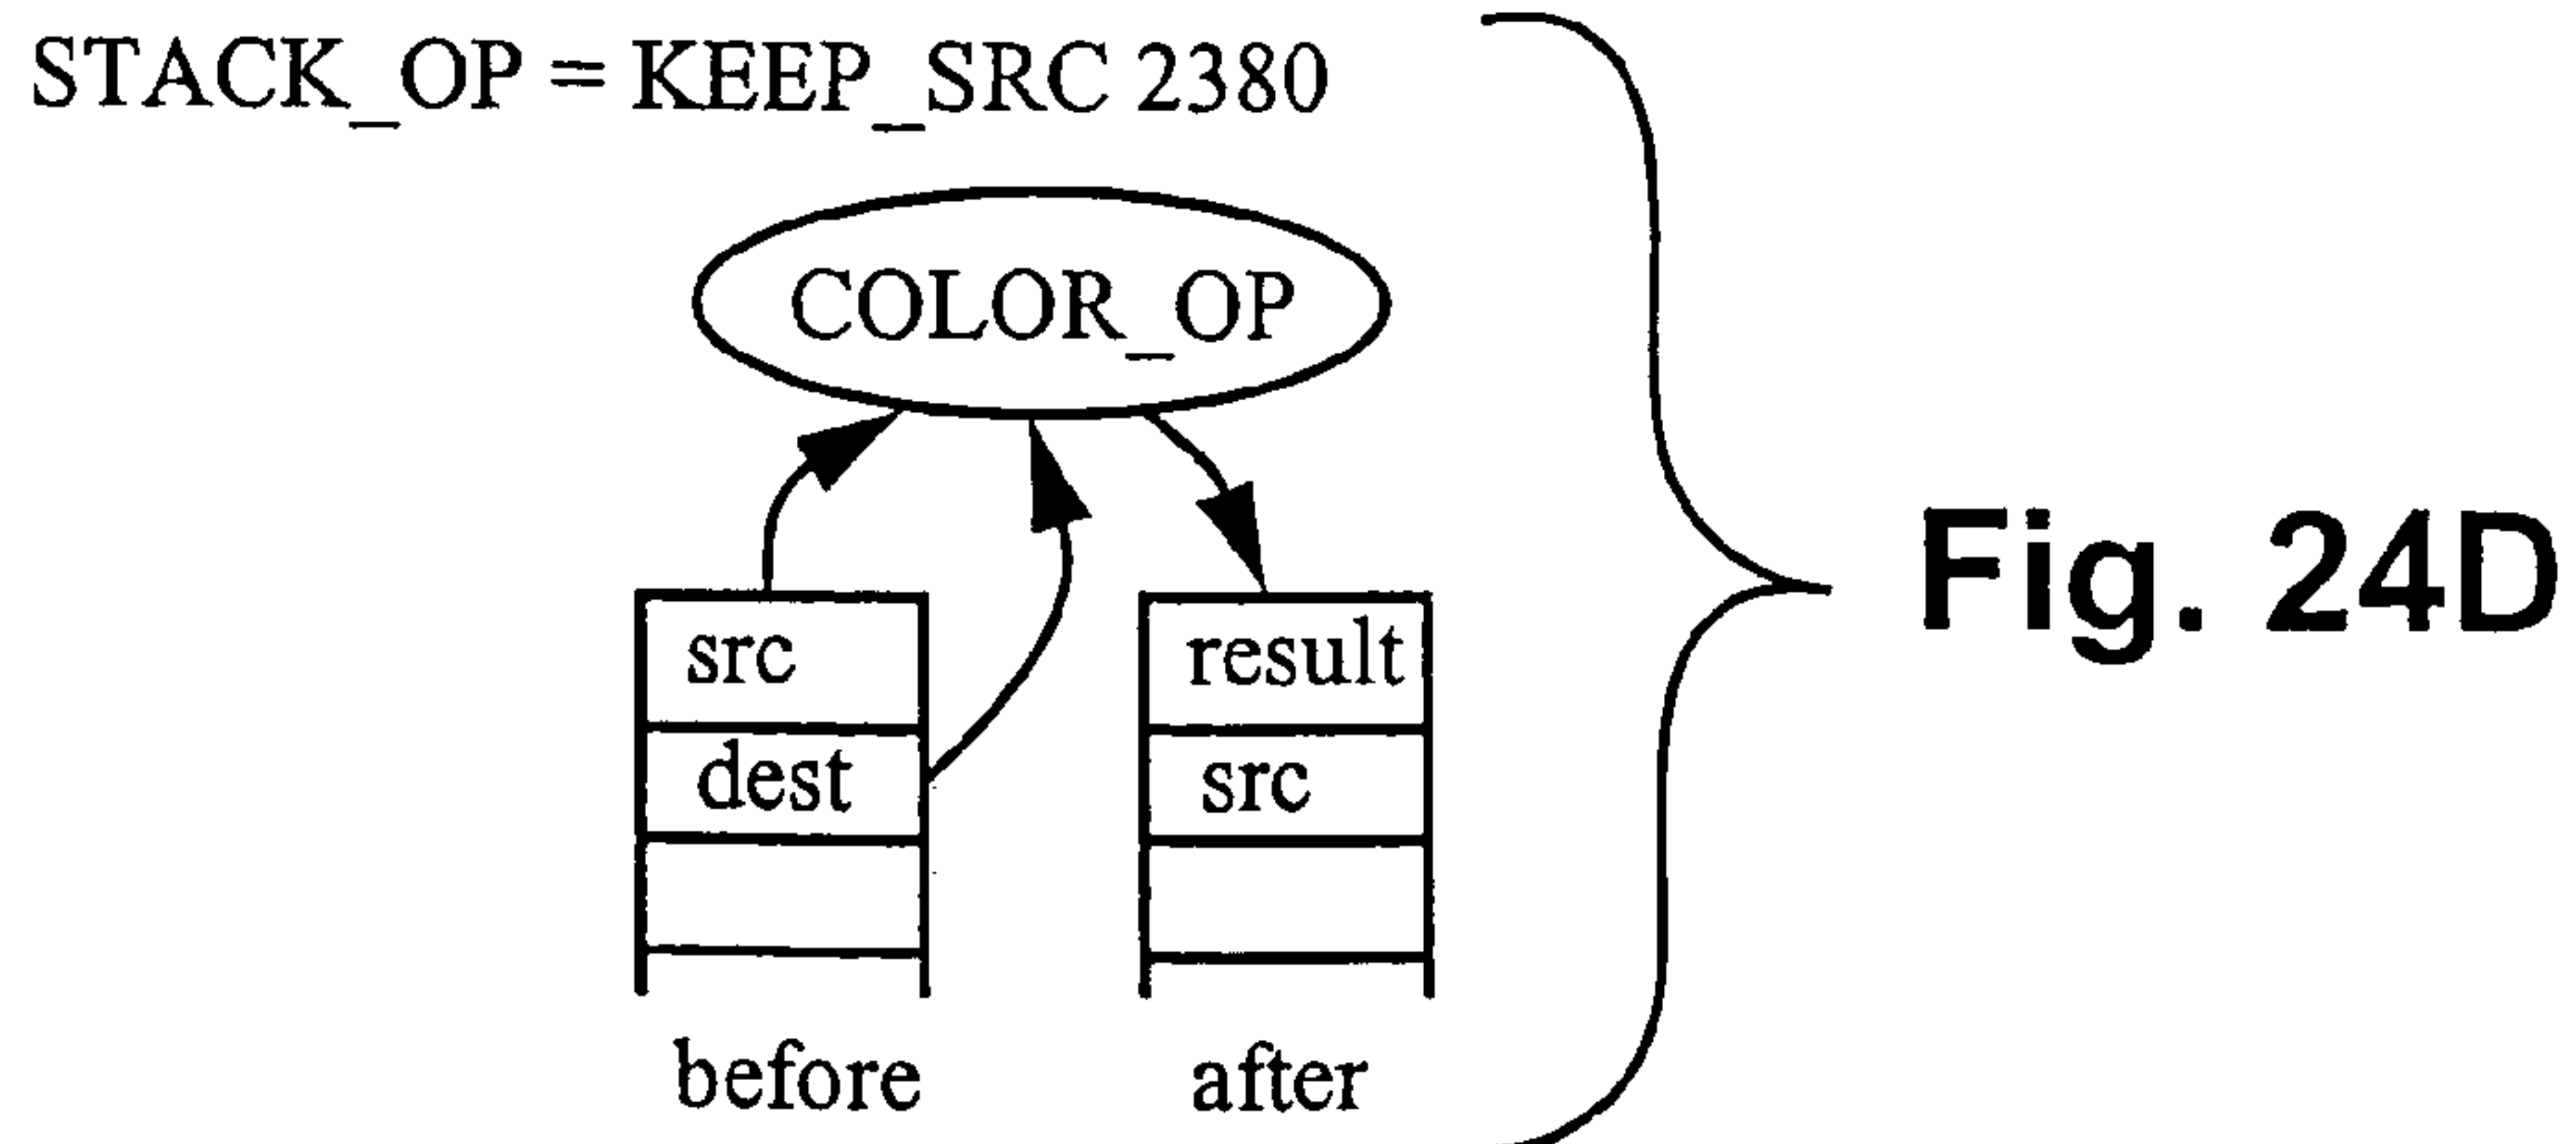 STACK_OP = KEEP_SRC 2380
COLOR_OP
src
result
dest
src
before
after
Fig. 24D